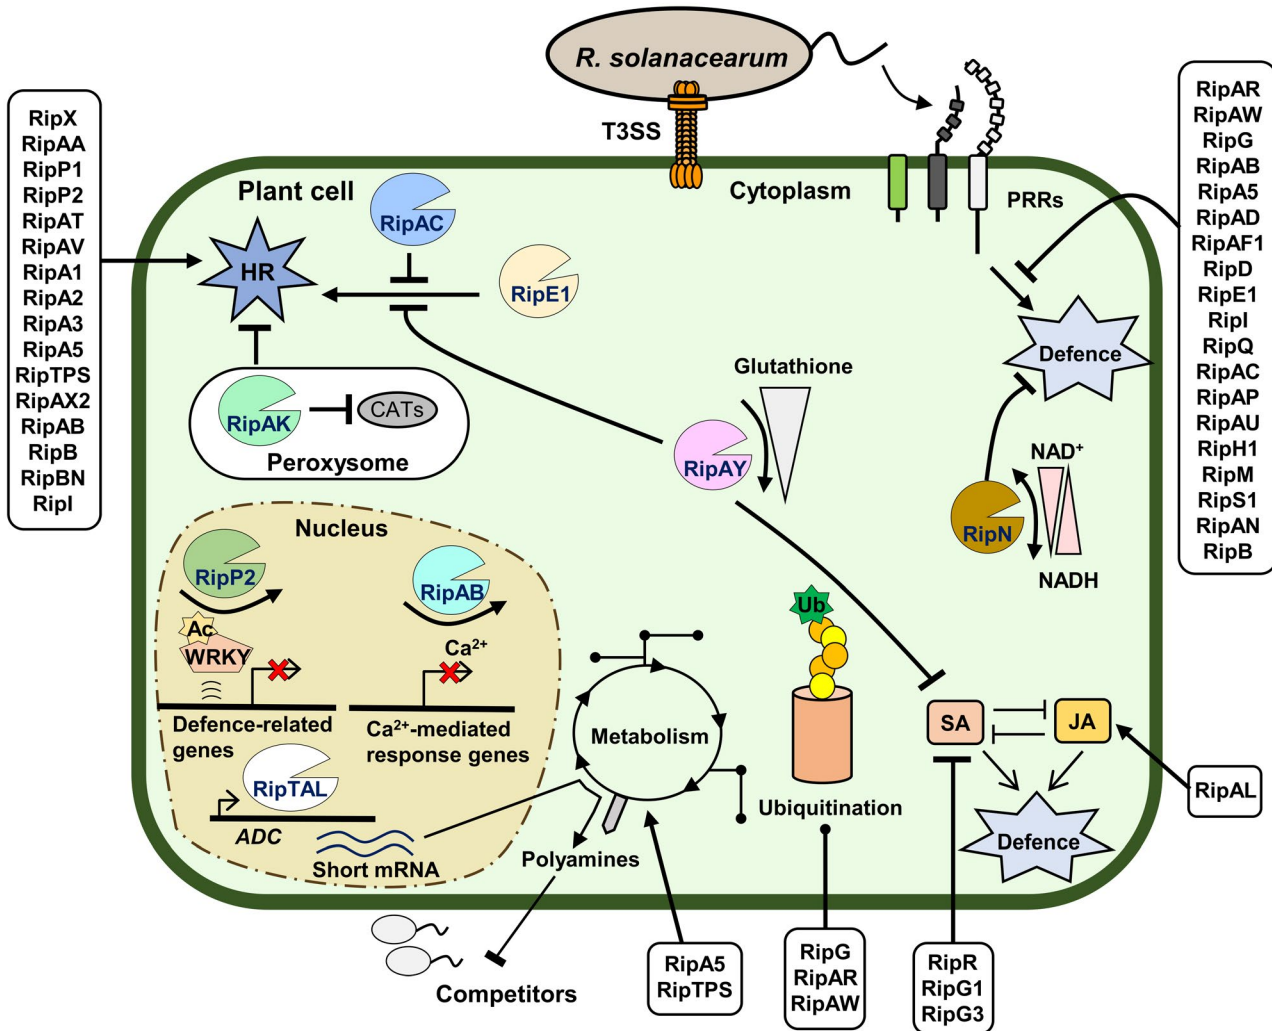 R. solanacearum
T3SS
Plant cell
Cytoplasm
PRRs
RipX
RipAA
RipP1
RipP2
RipAT
RipAV
RipA1
RipA2
RipA3
RipA5
RipTPS
RipAX2
RipAB
RipB
RipBN
RipI
HR
RipAC
RipE1
RipAK
CATs
Peroxysome
Glutathione
RipAY
RipAR
RipAW
RipG
RipAB
RipA5
RipAD
RipAF1
RipD
RipE1
RipI
RipQ
RipAC
RipAP
RipAU
RipH1
RipM
RipS1
RipAN
RipB
Defence
NAD+
RipN
NADH
Nucleus
RipP2
RipAB
Ac
WRKY
Ca2+
Defence-related
genes
Ca2+-mediated
response genes
RipTAL
ADC
Short mRNA
Metabolism
Polyamines
Competitors
RipA5
RipTPS
Ub
Ubiquitination
RipG
RipAR
RipAW
SA
JA
Defence
RipAL
RipR
RipG1
RipG3